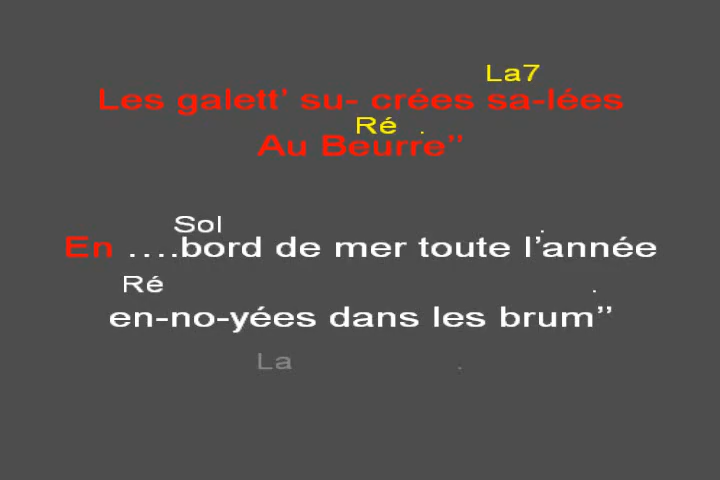 La7
Les galett' su- crées sa-lées
Ré .
Au Beurre''
Sol .
En ....bord de mer toute l'année
Ré .
en-no-yées dans les brum''
La .